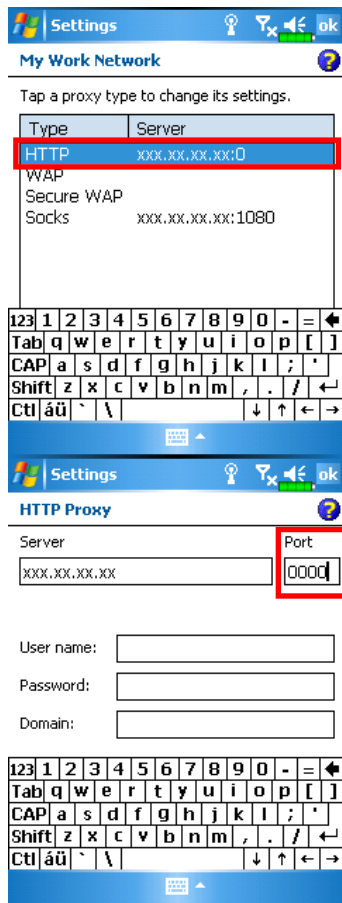 Settings ok
My Work Network ?
Tap a proxy type to change its settings.
Type Server
HTTP xxx.xx.xx.xx:0
WAP
Secure WAP
Socks xxx.xx.xx.xx:1080
123 1 2 3 4 5 6 7 8 9 0 - =
Tab q w e r t y u i o p [ ]
CAP a s d f g h j k l ; '
Shift z x c v b n m , . / ↵
Ctl áü ` \ ↓ ↑ ← →
Settings ok
HTTP Proxy ?
Server Port
xxx.xx.xx.xx 0000
User name:
Password:
Domain:
123 1 2 3 4 5 6 7 8 9 0 - =
Tab q w e r t y u i o p [ ]
CAP a s d f g h j k l ; '
Shift z x c v b n m , . / ↵
Ctl áü ` \ ↓ ↑ ← →